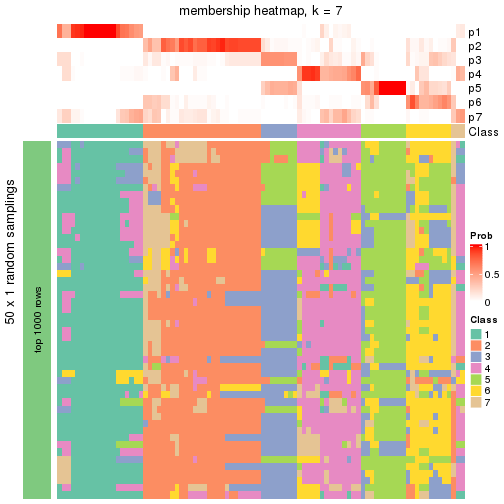 membership heatmap, k = 7
p1
p2
p3
p4
p5
p6
p7
Class
50 x 1 random samplings
top 1000 rows
Prob
1
0.5
0
Class
1
2
3
4
5
6
7